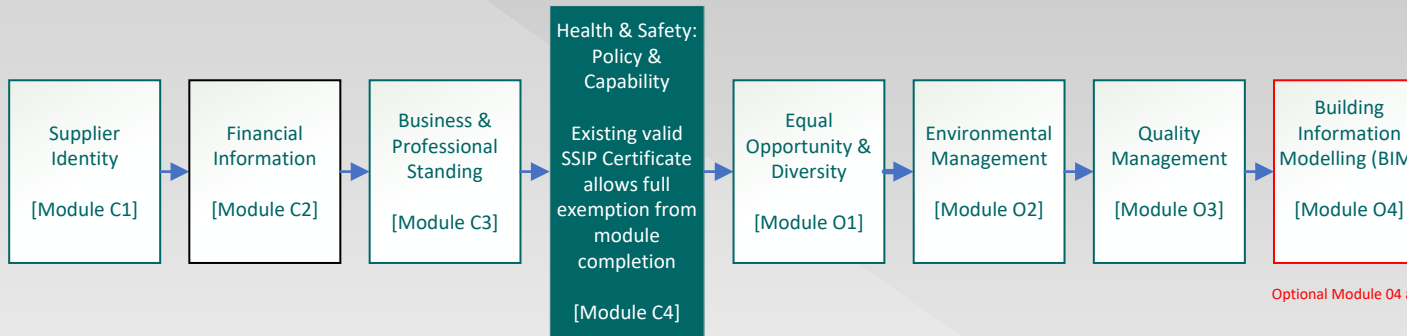 Supplier
Identity
[Module C1]
Financial
Information
[Module C2]
Business &
Professional
Standing
[Module C3]
Health & Safety:
Policy &
Capability
Existing valid
SSIP Certificate
allows full
exemption from
module
completion
[Module C4]
Equal
Opportunity &
Diversity
[Module O1]
Environmental
Management
[Module O2]
Quality
Management
[Module O3]
Building
Information
Modelling (BIM
[Module O4]
Optional Module 04 a